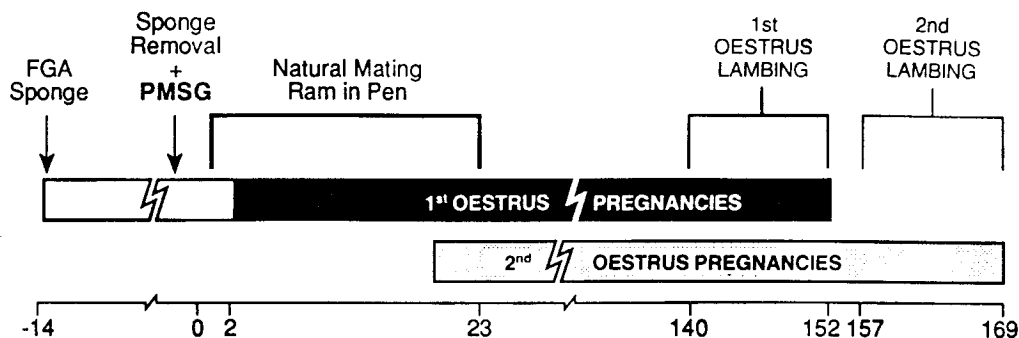 FGA
Sponge
Sponge
Removal
+
PMSG
Natural Mating
Ram in Pen
1st
OESTRUS
LAMBING
2nd
OESTRUS
LAMBING
1st OESTRUS PREGNANCIES
2nd OESTRUS PREGNANCIES
-14 0 2 23 140 152 157 169